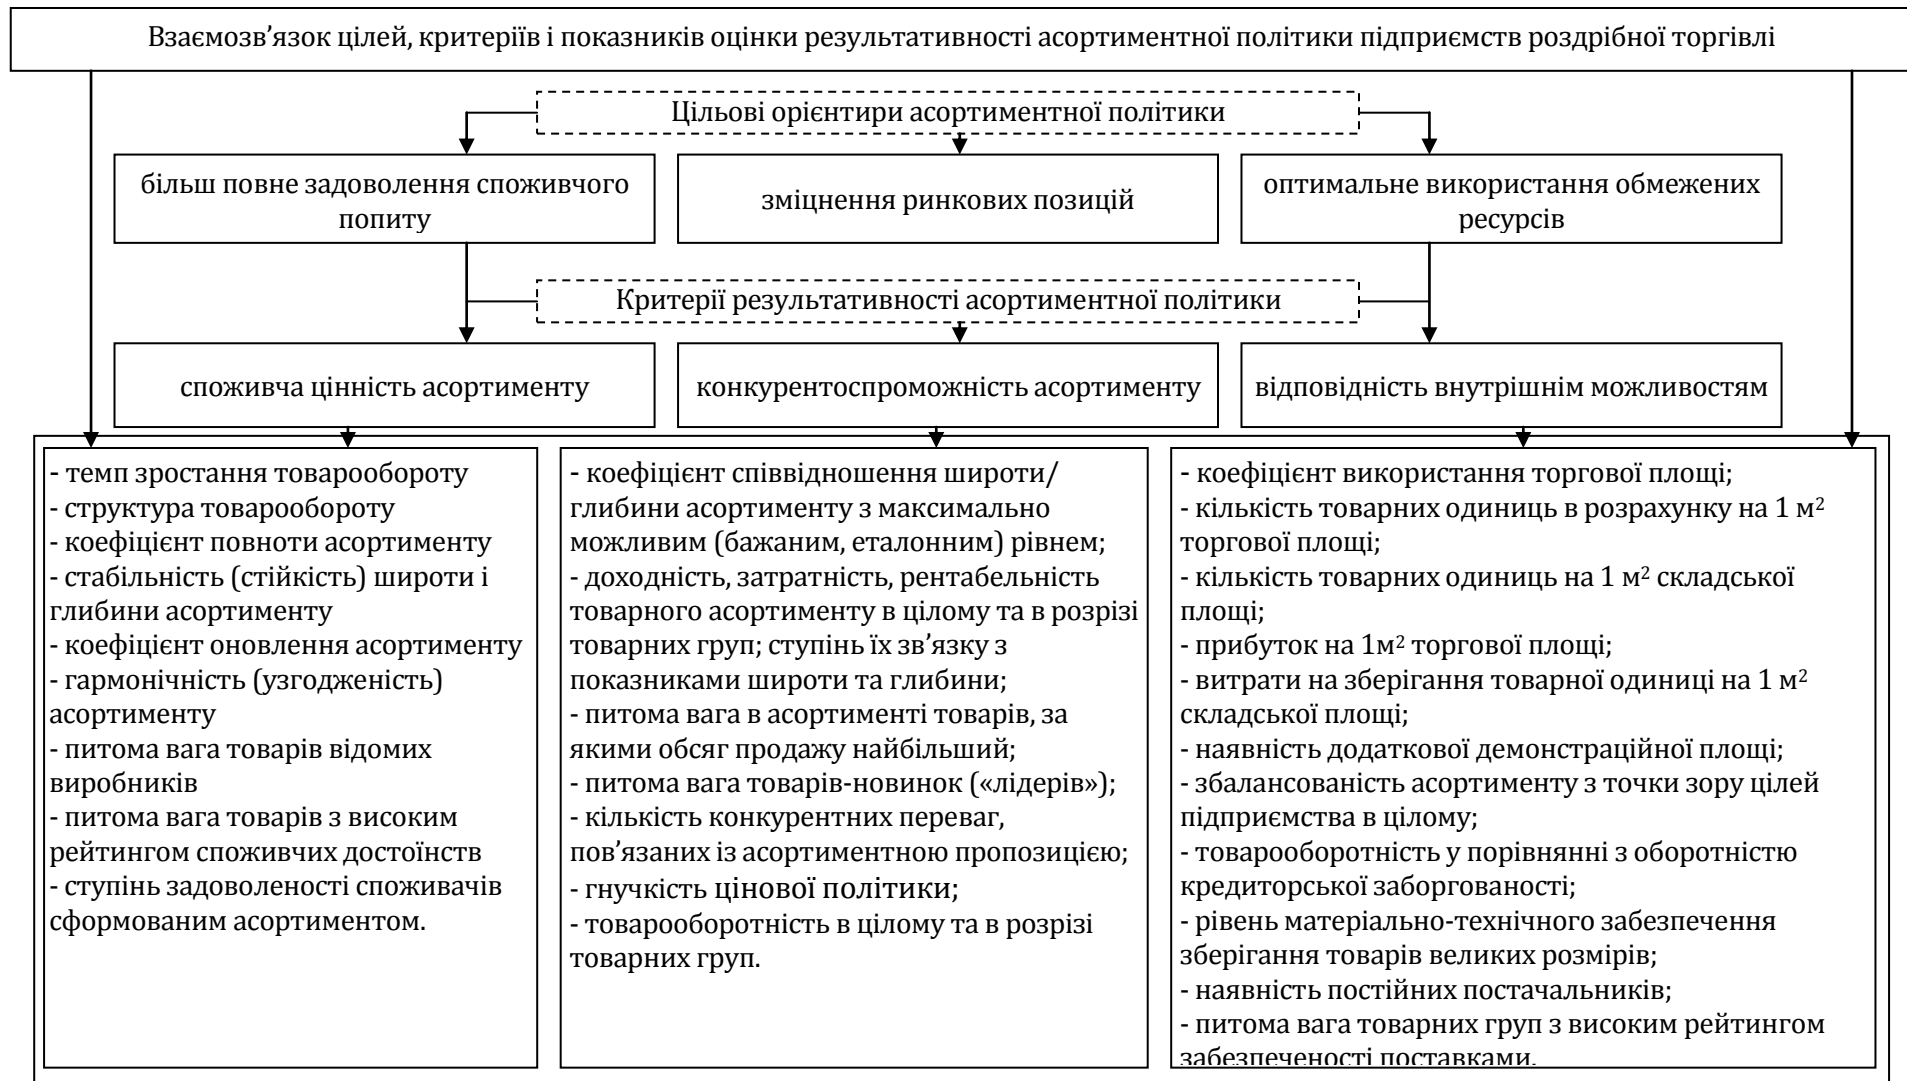 Взаємозв’язок цілей, критеріїв і показників оцінки результативності асортиментної політики підприємств роздрібної торгівлі
Цільові орієнтири асортиментної політики
більш повне задоволення споживчого
попиту
зміцнення ринкових позицій
оптимальне використання обмежених
ресурсів
Критерії результативності асортиментної політики
споживча цінність асортименту
конкурентоспроможність асортименту
відповідність внутрішнім можливостям
- темп зростання товарообороту
- структура товарообороту
- коефіцієнт повноти асортименту
- стабільність (стійкість) широти і
глибини асортименту
- коефіцієнт оновлення асортименту
- гармонічність (узгодженість)
асортименту
- питома вага товарів відомих
виробників
- питома вага товарів з високим
рейтингом споживчих достоїнств
- ступінь задоволеності споживачів
сформованим асортиментом.
- коефіцієнт співвідношення широти/
глибини асортименту з максимально
можливим (бажаним, еталонним) рівнем;
- доходність, затратність, рентабельність
товарного асортименту в цілому та в розрізі
товарних груп; ступінь їх зв’язку з
показниками широти та глибини;
- питома вага в асортименті товарів, за
якими обсяг продажу найбільший;
- питома вага товарів-новинок («лідерів»);
- кількість конкурентних переваг,
пов’язаних із асортиментною пропозицією;
- гнучкість цінової політики;
- товарооборотність в цілому та в розрізі
товарних груп.
- коефіцієнт використання торгової площі;
- кількість товарних одиниць в розрахунку на 1 м²
торгової площі;
- кількість товарних одиниць на 1 м² складської
площі;
- прибуток на 1м² торгової площі;
- витрати на зберігання товарної одиниці на 1 м²
складської площі;
- наявність додаткової демонстраційної площі;
- збалансованість асортименту з точки зору цілей
підприємства в цілому;
- товарооборотність у порівнянні з оборотністю
кредиторської заборгованості;
- рівень матеріально-технічного забезпечення
зберігання товарів великих розмірів;
- наявність постійних постачальників;
- питома вага товарних груп з високим рейтингом
забезпеченості поставками.